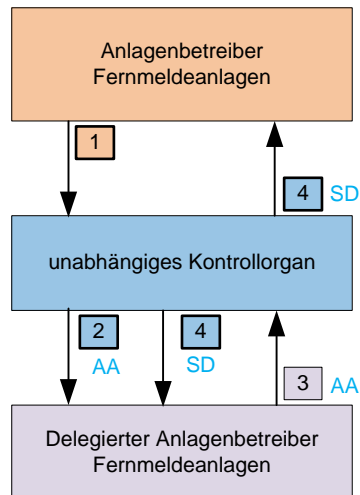 Anlagenbetreiber
Fernmeldeanlagen
1
4 SD
unabhängiges Kontrollorgan
2 4
AA SD
3 AA
Delegierter Anlagenbetreiber
Fernmeldeanlagen